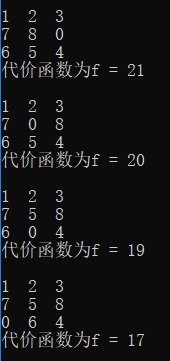 1 2 3
7 8 0
6 5 4
代价函数为f = 21
1 2 3
7 0 8
6 5 4
代价函数为f = 20
1 2 3
7 5 8
6 0 4
代价函数为f = 19
1 2 3
7 5 8
0 6 4
代价函数为f = 17